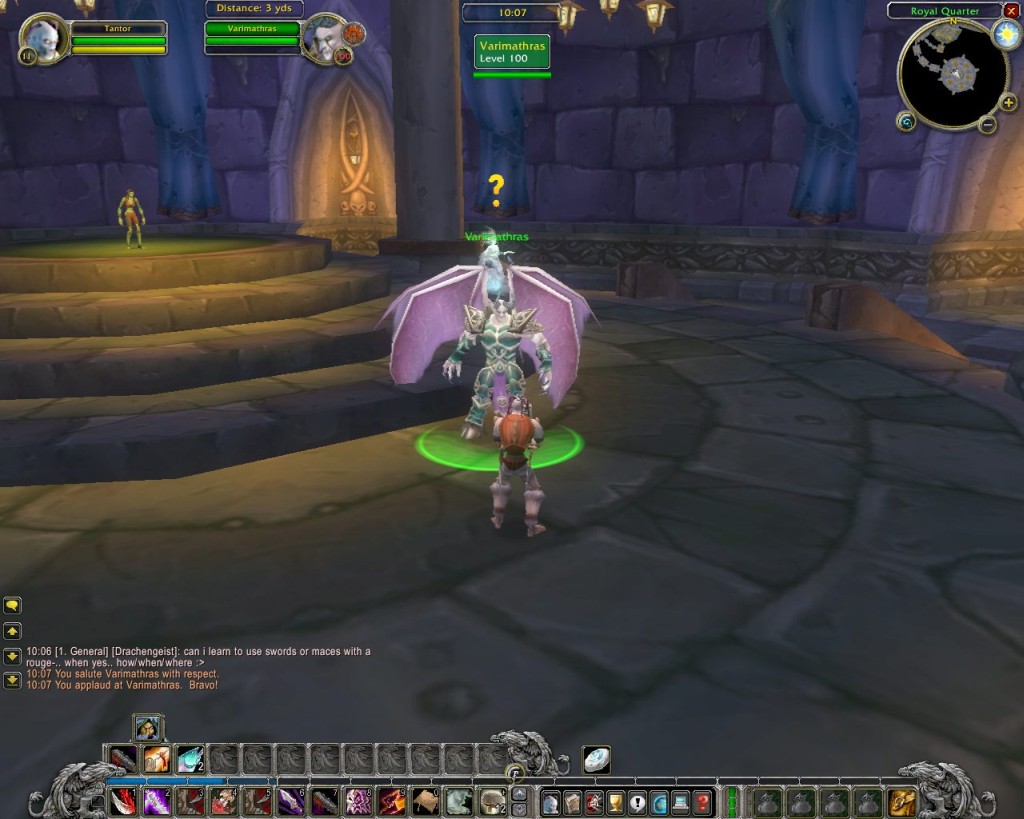 Distance: 3 yds
Tantor
Varimathras
10:07
Varimathras
Level 100
Royal Quarter
N
Varimathras
10:06 [1. General] [Drachengeist]: can i learn to use swords or maces with a
rouge-.. when yes.. how/when/where :>
10:07 You salute Varimathras with respect.
10:07 You applaud at Varimathras.  Bravo!